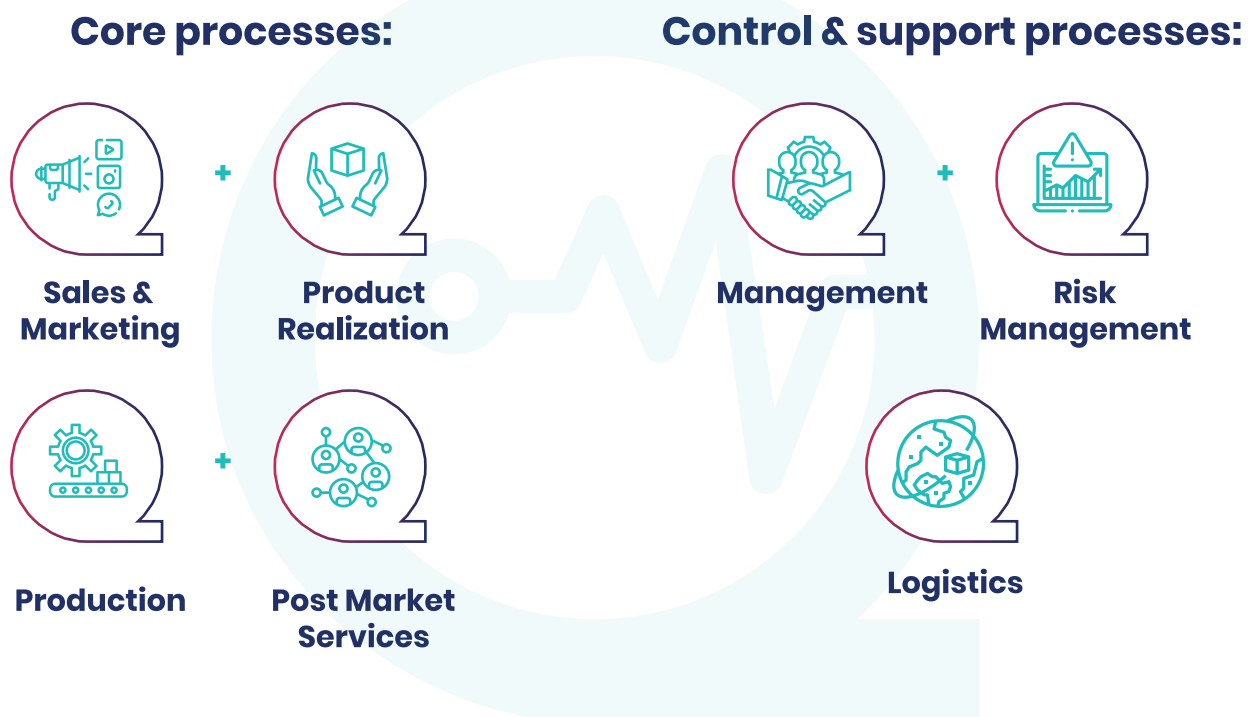 Core processes:
Control & support processes:
+
+
Sales &
Marketing
Product
Realization
Management
Risk
Management
+
Production
Post Market
Services
Logistics